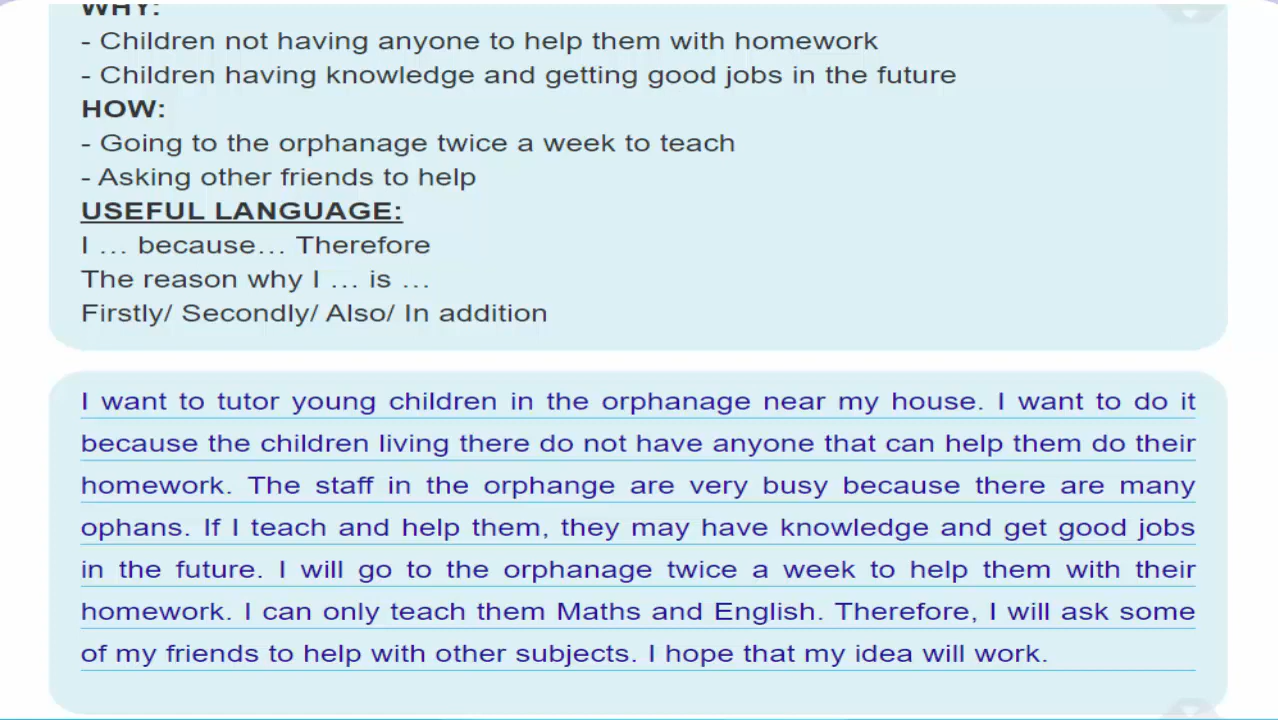 WHY:
- Children not having anyone to help them with homework
- Children having knowledge and getting good jobs in the future
HOW:
- Going to the orphanage twice a week to teach
- Asking other friends to help
USEFUL LANGUAGE:
I ... because... Therefore
The reason why I ... is ...
Firstly/ Secondly/ Also/ In addition
I want to tutor young children in the orphanage near my house. I want to do it
because the children living there do not have anyone that can help them do their
homework. The staff in the orphange are very busy because there are many
ophans. If I teach and help them, they may have knowledge and get good jobs
in the future. I will go to the orphanage twice a week to help them with their
homework. I can only teach them Maths and English. Therefore, I will ask some
of my friends to help with other subjects. I hope that my idea will work.